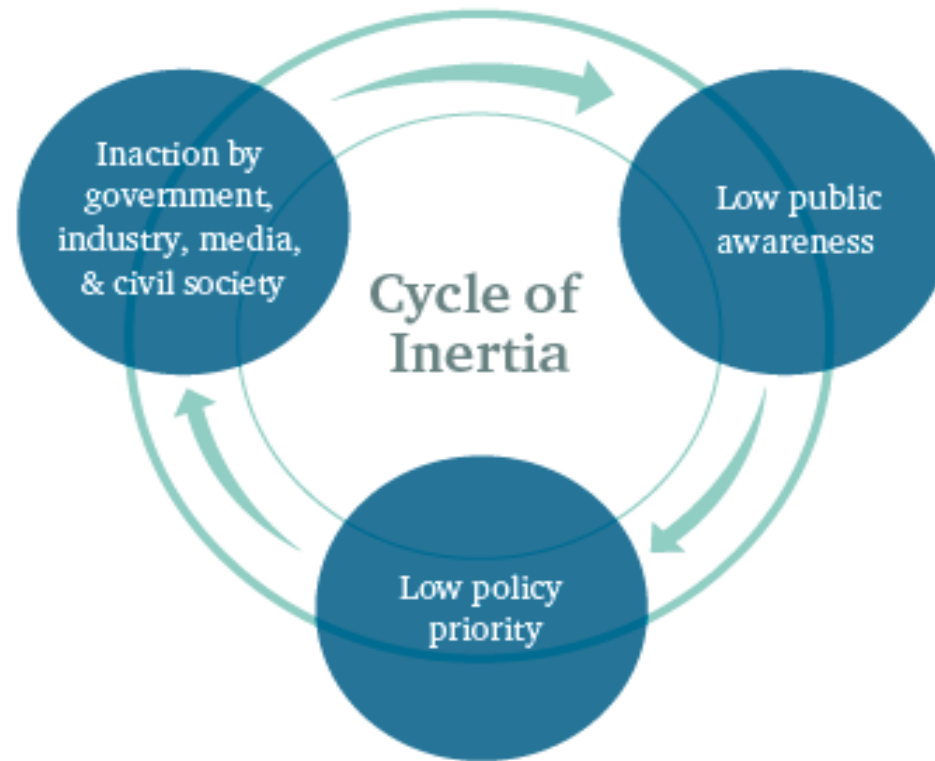 Inaction by
government,
industry, media,
& civil society
Low public
awareness
Cycle of
Inertia
Low policy
priority